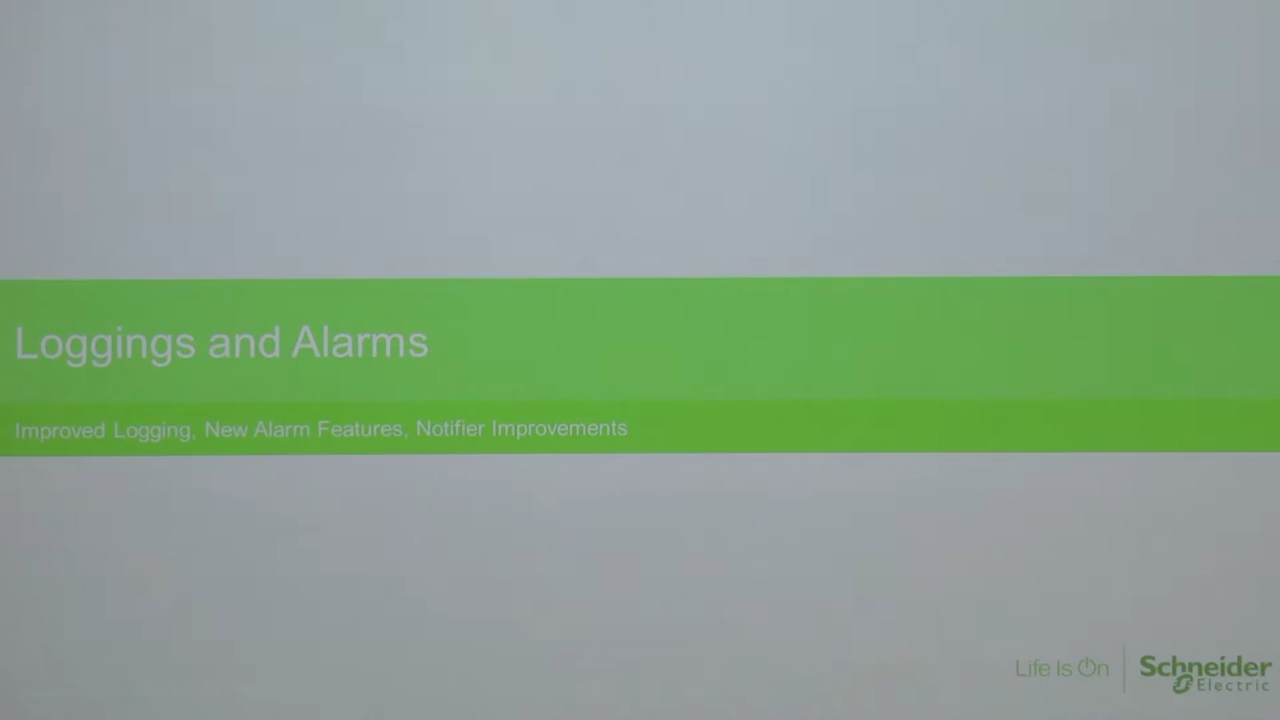 Loggings and Alarms
Improved Logging, New Alarm Features, Notifier Improvements
Life Is On
Schneider
Electric